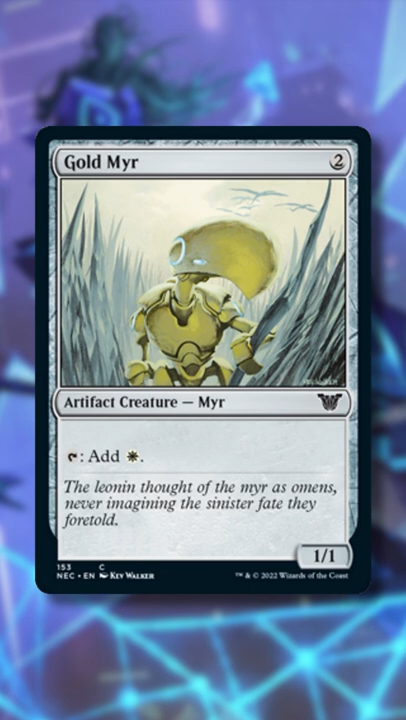 Gold Myr 2
Artifact Creature — Myr
: Add .
The leonin thought of the myr as omens,
never imagining the sinister fate they
foretold.
1/1
153 C
NEC • EN Kev Walker ™ & © 2022 Wizards of the Coast